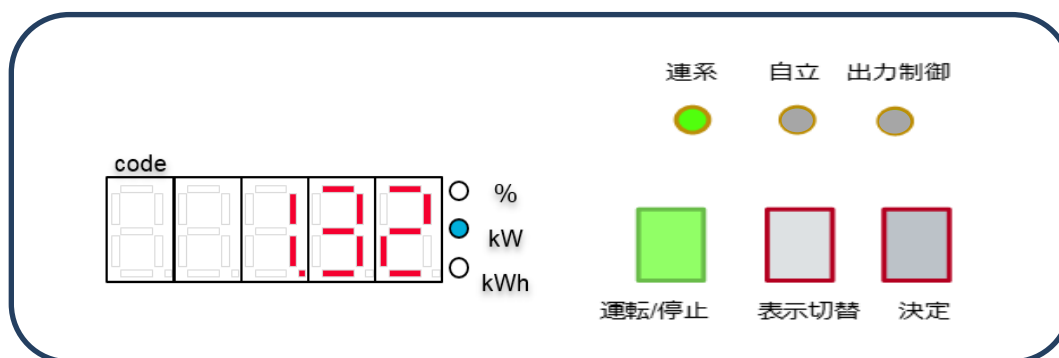 連系 自立 出力制御
code
1.32
%
kW
kWh
運転/停止 表示切替 決定